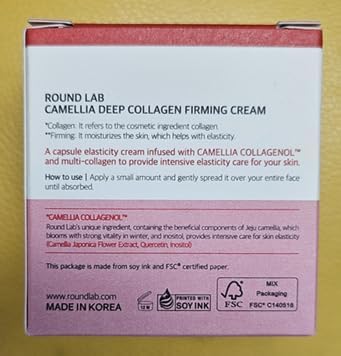 ROUND LAB
CAMELLIA DEEP COLLAGEN FIRMING CREAM
*Collagen: It refers to the cosmetic ingredient collagen.
**Firming: It moisturizes the skin, which helps with elasticity.
A capsule elasticity cream infused with CAMELLIA COLLAGENOL™
and multi-collagen to provide intensive elasticity care for your skin.
How to use | Apply a small amount and gently spread it over your entire face
until absorbed.
*CAMELLIA COLLAGENOL™
Round Lab's unique ingredient, containing the beneficial components of Jeju camellia, which
blooms with strong vitality in winter, and inositol, provides intensive care for skin elasticity
(Camellia Japonica Flower Extract, Quercetin, Inositol)
This package is made from soy ink and FSC® certified paper.
www.roundlab.com
MADE IN KOREA
12 M
PRINTED WITH
SOY INK
FSC
MIX
Packaging
FSC® C140516